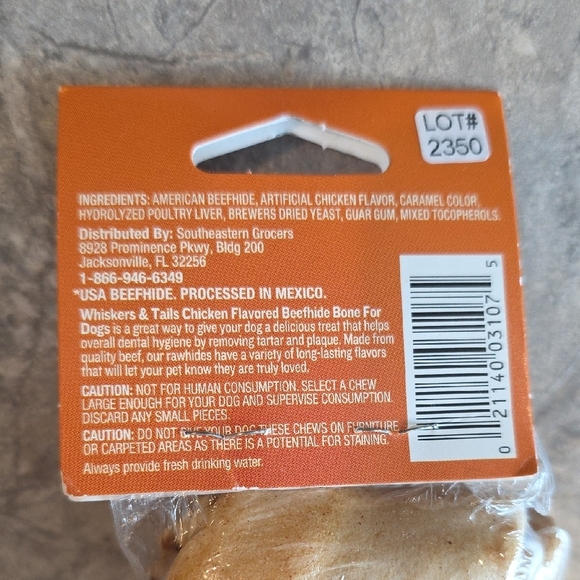 LOT#
2350
INGREDIENTS: AMERICAN BEEFHIDE, ARTIFICIAL CHICKEN FLAVOR, CARAMEL COLOR,
HYDROLYZED POULTRY LIVER, BREWERS DRIED YEAST, GUAR GUM, MIXED TOCOPHEROLS.
Distributed By: Southeastern Grocers
8928 Prominence Pkwy, Bldg 200
Jacksonville, FL 32256
1-866-946-6349
*USA BEEFHIDE. PROCESSED IN MEXICO.
Whiskers & Tails Chicken Flavored Beefhide Bone For
Dogs is a great way to give your dog a delicious treat that helps
overall dental hygiene by removing tartar and plaque. Made from
quality beef, our rawhides have a variety of long-lasting flavors
that will let your pet know they are truly loved.
CAUTION: NOT FOR HUMAN CONSUMPTION. SELECT A CHEW
LARGE ENOUGH FOR YOUR DOG AND SUPERVISE CONSUMPTION.
DISCARD ANY SMALL PIECES.
CAUTION: DO NOT GIVE YOUR DOG THESE CHEWS ON FURNITURE
OR CARPETED AREAS AS THERE IS A POTENTIAL FOR STAINING.
Always provide fresh drinking water.
0 21140 03107 5